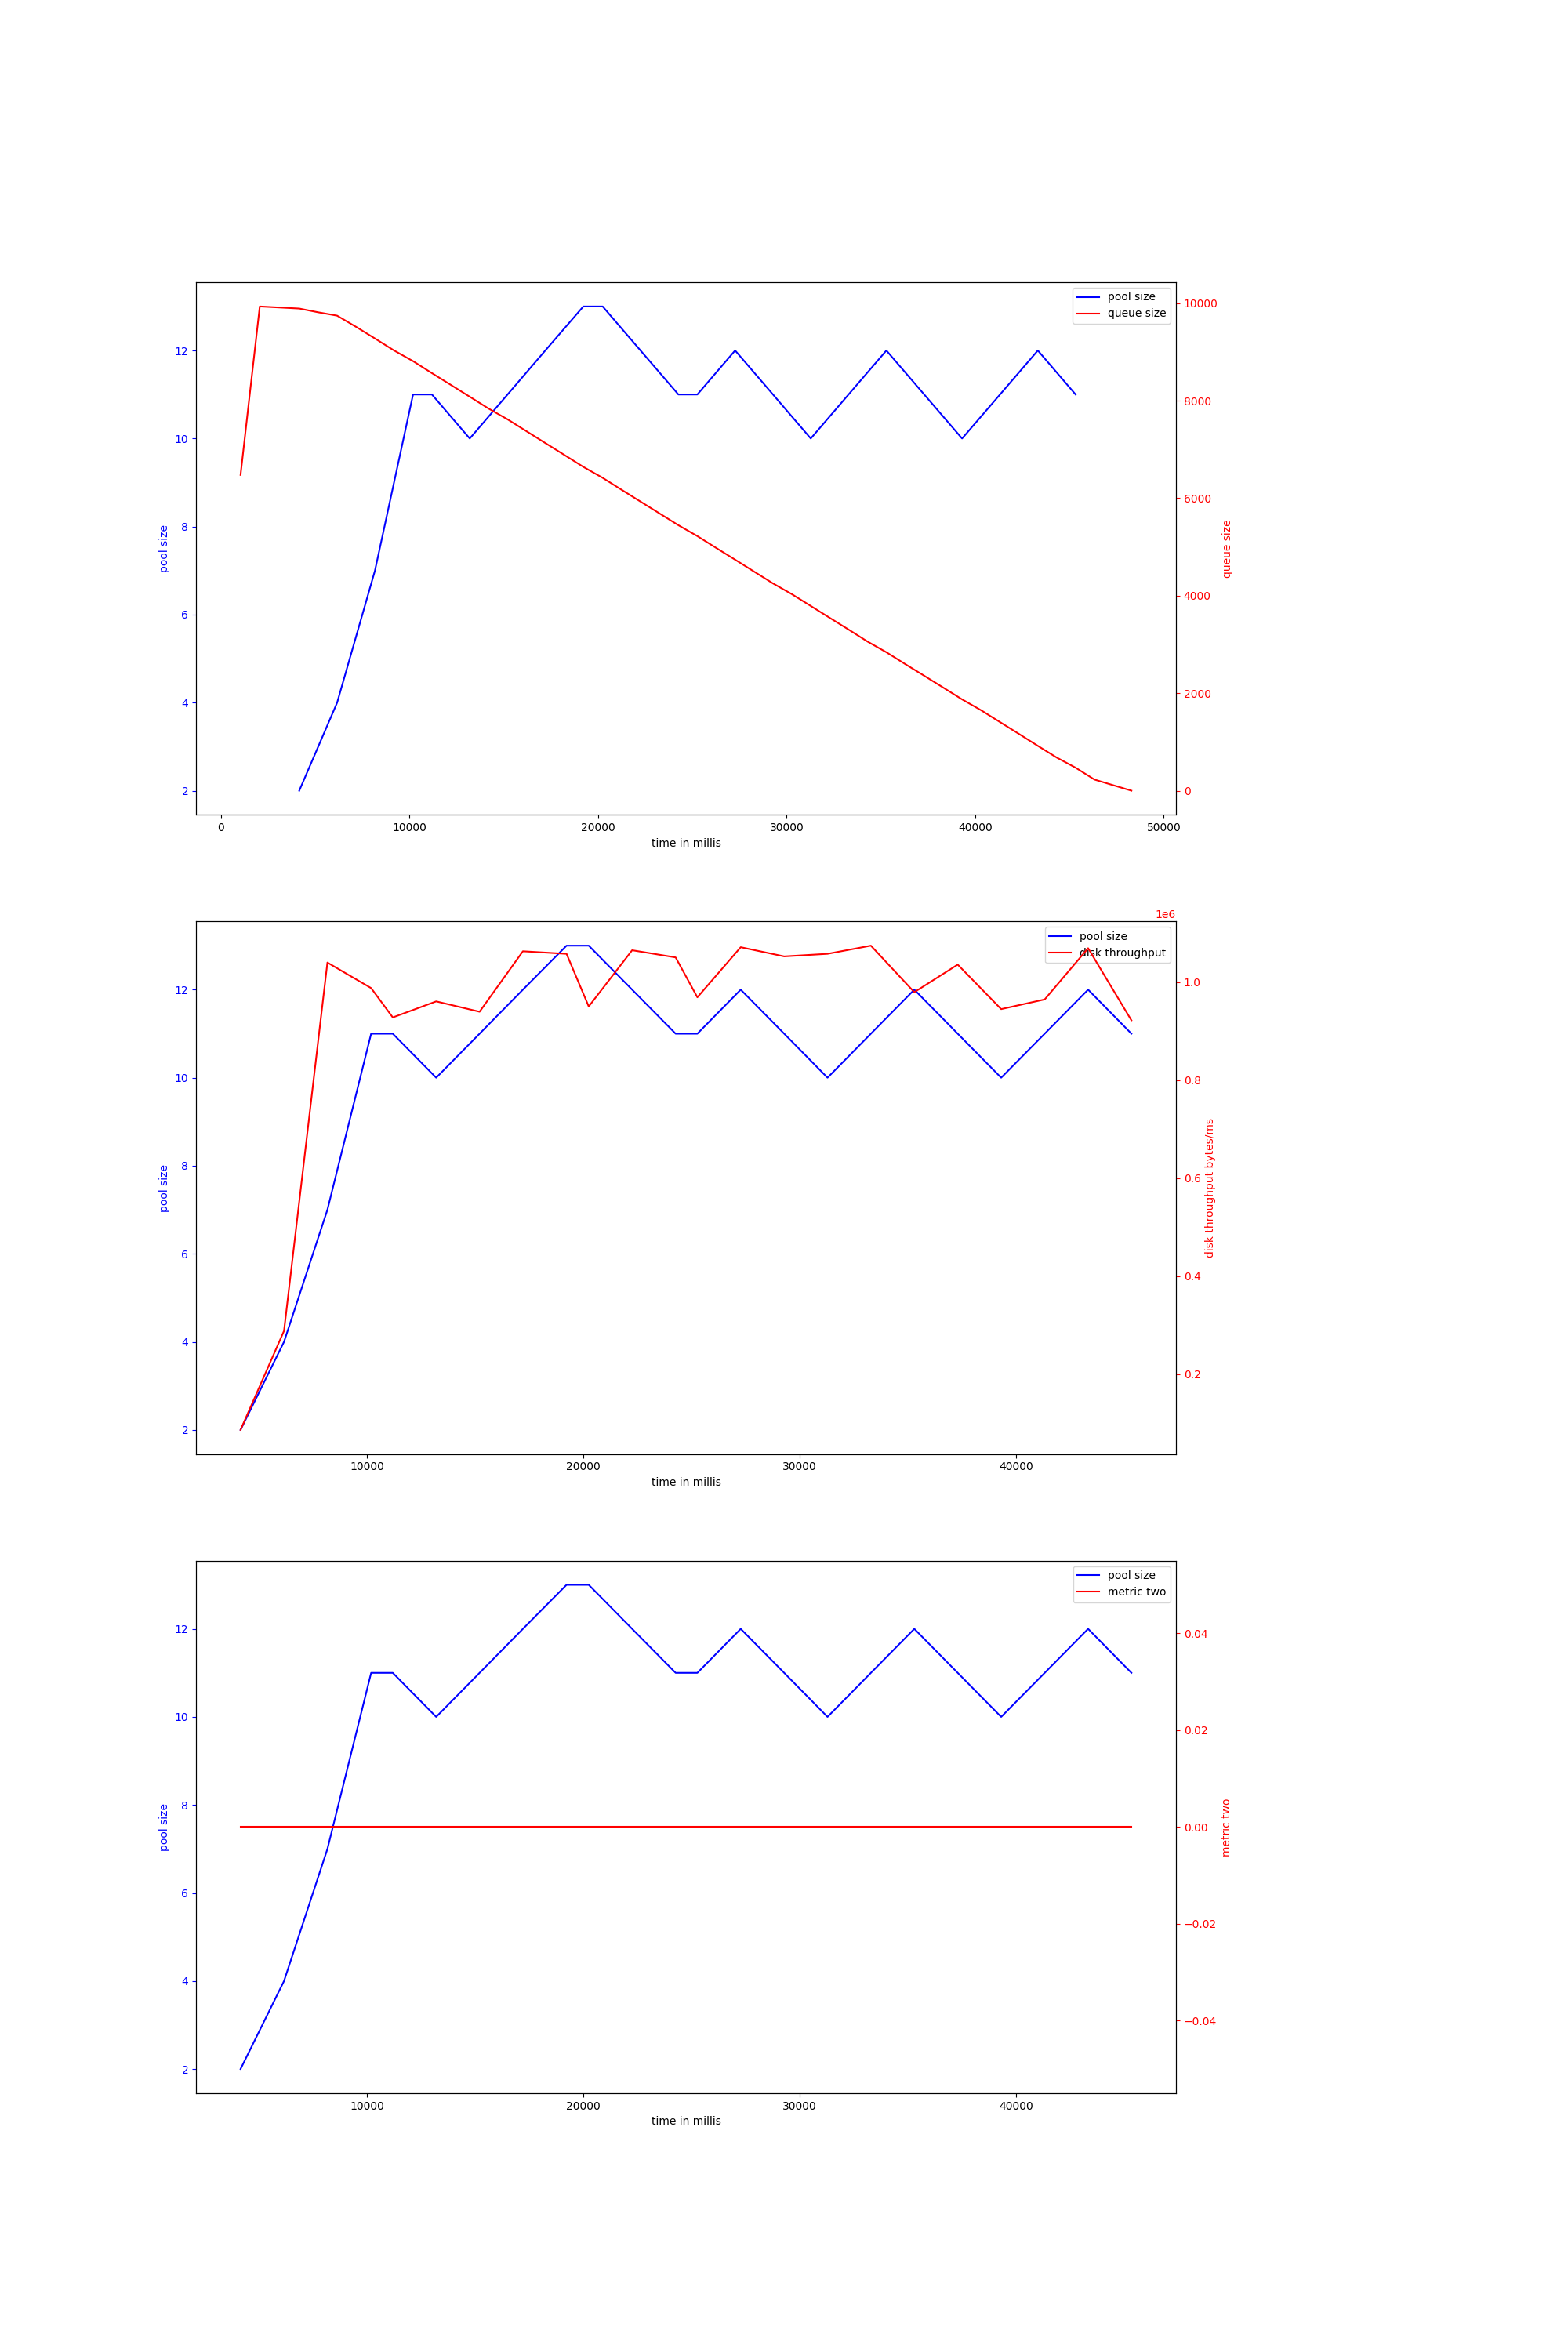 pool size
queue size
12
10
8
6
4
2
pool size
10000
8000
6000
4000
2000
0
queue size
0 10000 20000 30000 40000 50000
time in millis
1e6
pool size
disk throughput
12
10
8
6
4
2
pool size
1.0
0.8
0.6
0.4
0.2
disk throughput bytes/ms
10000 20000 30000 40000
time in millis
pool size
metric two
12
10
8
6
4
2
pool size
0.04
0.02
0.00
−0.02
−0.04
metric two
10000 20000 30000 40000
time in millis